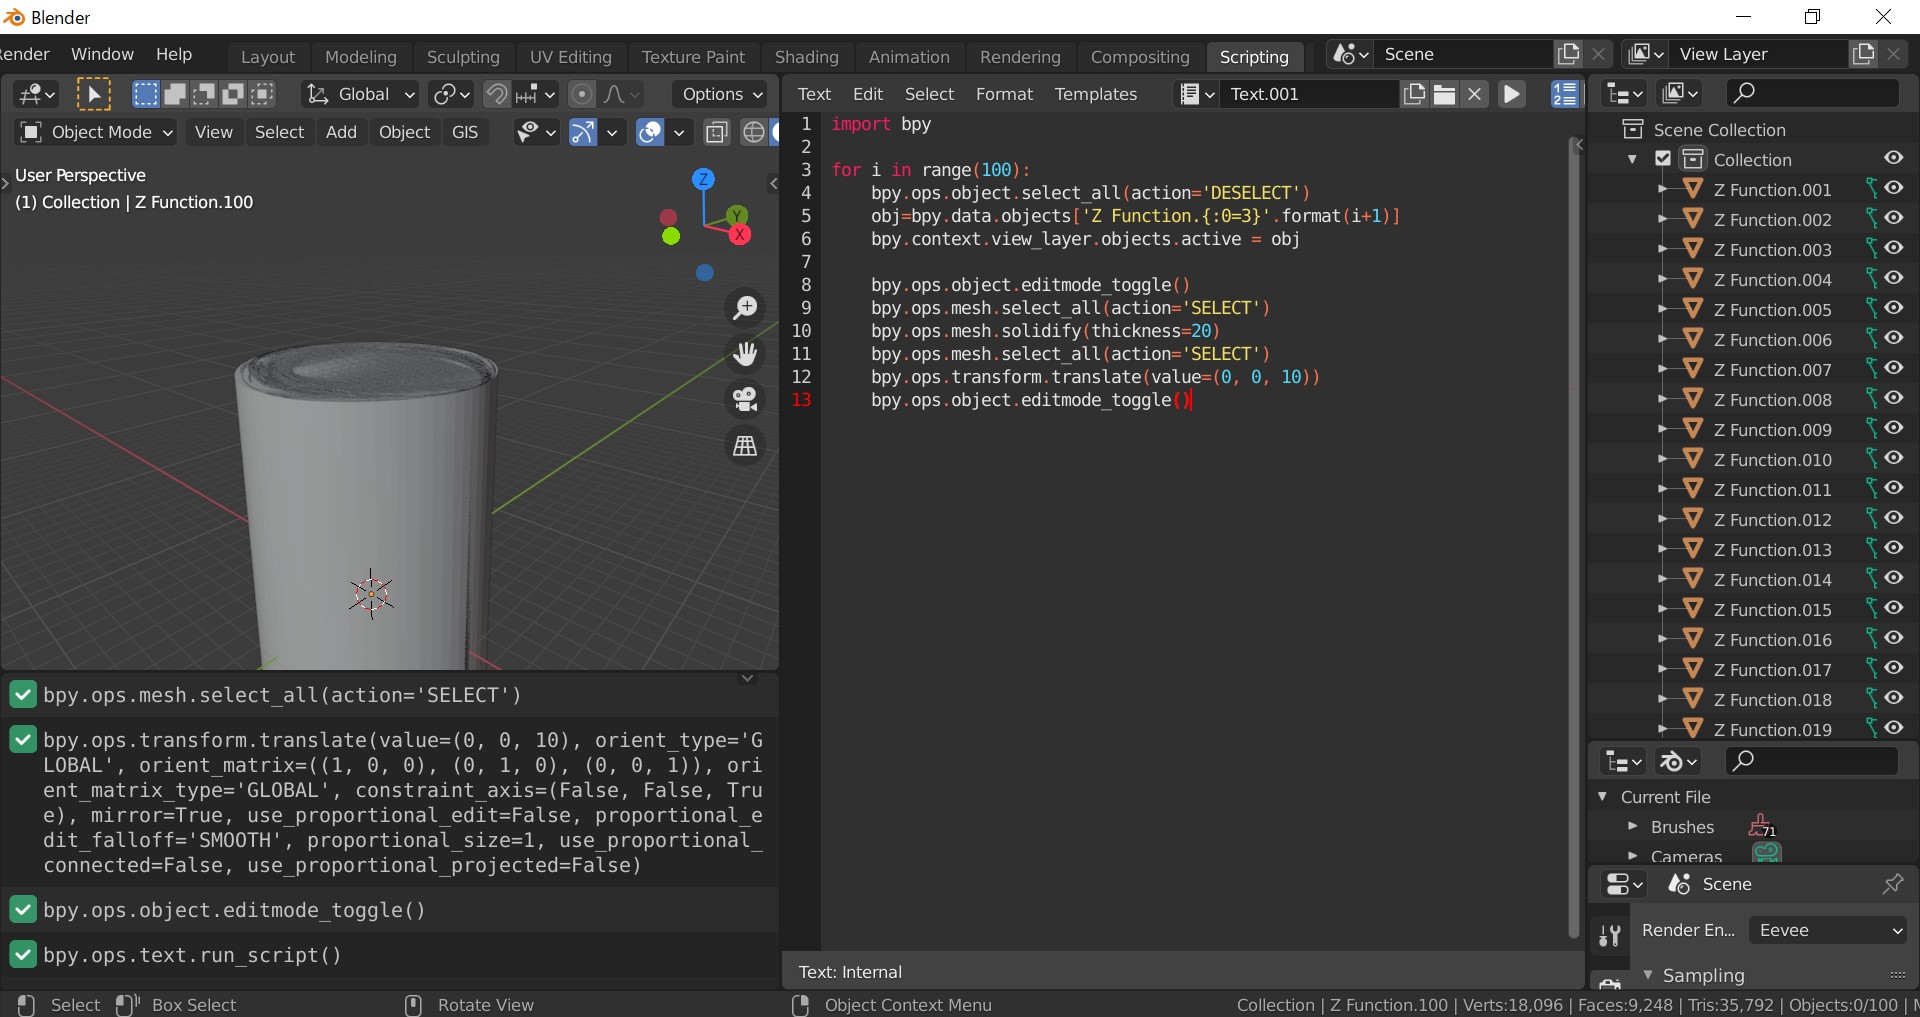 Blender
ender Window Help
Layout Modeling Sculpting UV Editing Texture Paint Shading Animation Rendering Compositing Scripting
Scene
View Layer
Global
Options
Object Mode View Select Add Object GIS
User Perspective
(1) Collection | Z Function.100
Z
Y
X
Text Edit Select Format Templates
Text.001
1 import bpy
2
3 for i in range(100):
4 bpy.ops.object.select_all(action='DESELECT')
5 obj=bpy.data.objects['Z Function.{:0=3}'.format(i+1)]
6 bpy.context.view_layer.objects.active = obj
7
8 bpy.ops.object.editmode_toggle()
9 bpy.ops.mesh.select_all(action='SELECT')
10 bpy.ops.mesh.solidify(thickness=20)
11 bpy.ops.mesh.select_all(action='SELECT')
12 bpy.ops.transform.translate(value=(0, 0, 10))
13 bpy.ops.object.editmode_toggle()
Text: Internal
bpy.ops.mesh.select_all(action='SELECT')
bpy.ops.transform.translate(value=(0, 0, 10), orient_type='G
LOBAL', orient_matrix=((1, 0, 0), (0, 1, 0), (0, 0, 1)), ori
ent_matrix_type='GLOBAL', constraint_axis=(False, False, Tru
e), mirror=True, use_proportional_edit=False, proportional_e
dit_falloff='SMOOTH', proportional_size=1, use_proportional_
connected=False, use_proportional_projected=False)
bpy.ops.object.editmode_toggle()
bpy.ops.text.run_script()
Scene Collection
Collection
Z Function.001
Z Function.002
Z Function.003
Z Function.004
Z Function.005
Z Function.006
Z Function.007
Z Function.008
Z Function.009
Z Function.010
Z Function.011
Z Function.012
Z Function.013
Z Function.014
Z Function.015
Z Function.016
Z Function.017
Z Function.018
Z Function.019
Current File
Brushes 71
Cameras
Scene
Render En... Eevee
Sampling
Select Box Select Rotate View Object Context Menu
Collection | Z Function.100 | Verts:18,096 | Faces:9,248 | Tris:35,792 | Objects:0/100 |